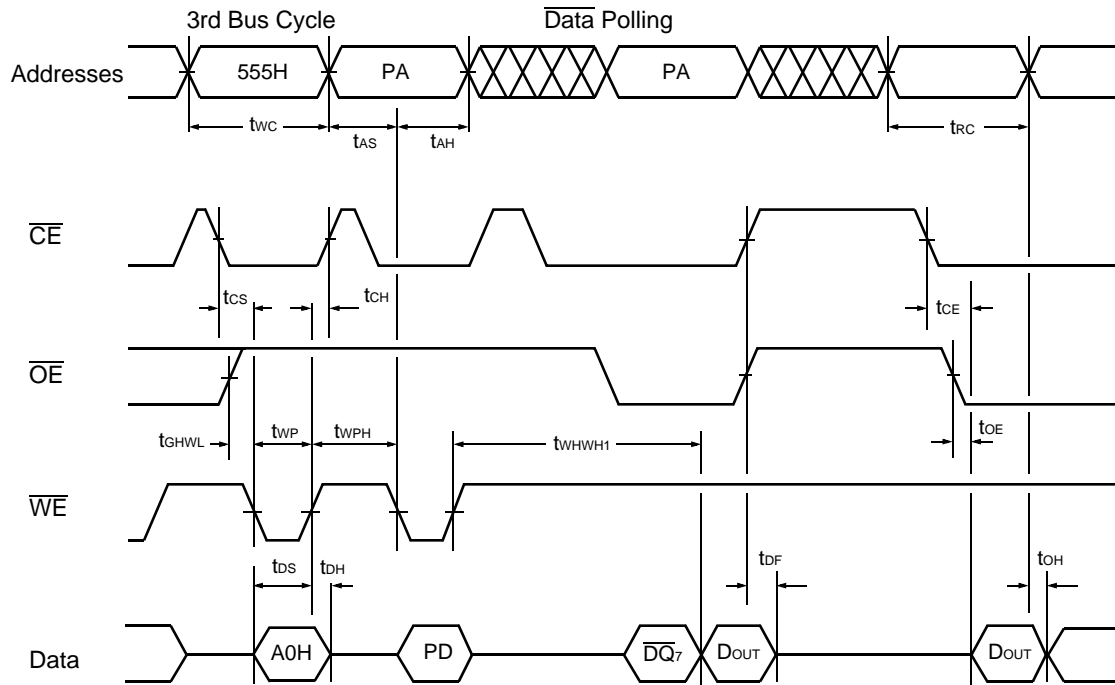 3rd Bus Cycle
Data Polling
Addresses
555H
PA
PA
tWC
tAS
tAH
tRC
CE
tCS
tCH
tCE
OE
tGHWL
tWP
tWPH
tWHWH1
tOE
WE
tDS
tDH
tDF
tOH
Data
A0H
PD
DQ7
DOUT
DOUT